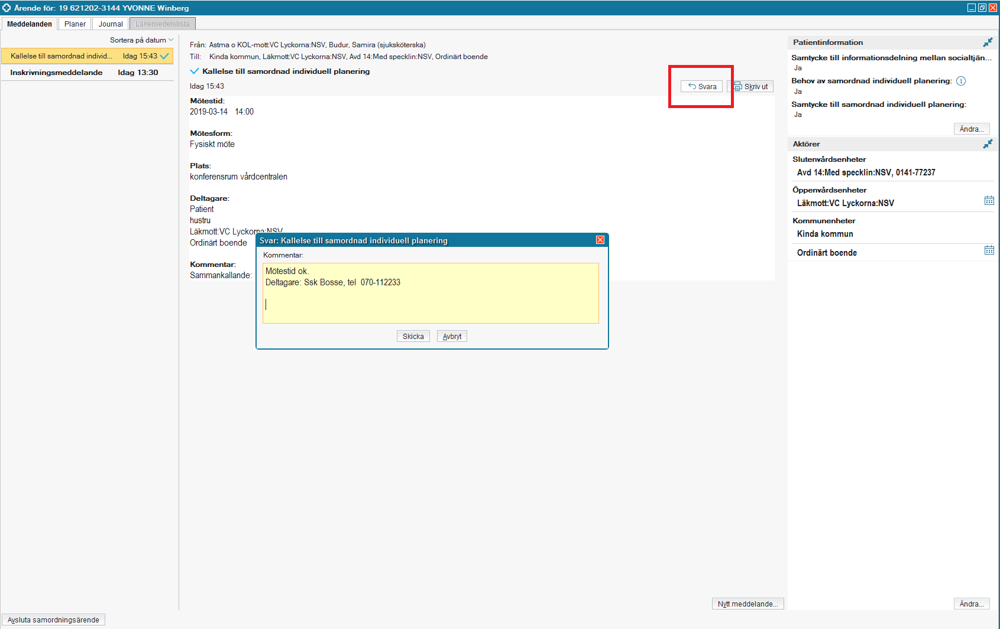 Ärende för: 19 621202-3144 YVONNE Winberg
Meddelanden Planer Journal Läkemedelslista
Sortera på datum
Kallelse till samordnad individ... Idag 15:43
Inskrivningsmeddelande Idag 13:30
Från: Astma o KOL-mott:VC Lyckorna:NSV, Budur, Samira (sjuksköterska)
Till: Kinda kommun, Läkmott:VC Lyckorna:NSV, Avd 14:Med specklin:NSV, Ordinärt boende
Kallelse till samordnad individuell planering
Idag 15:43
Svara Skriv ut
Mötestid:
2019-03-14 14:00
Mötesform:
Fysiskt möte
Plats:
konferensrum vårdcentralen
Deltagare:
Patient
hustru
Läkmott:VC Lyckorna:NSV
Ordinärt boende
Kommentar:
Sammankallande:
Svar: Kallelse till samordnad individuell planering
Kommentar:
Mötestid ok.
Deltagare: Ssk Bosse, tel 070-112233
Skicka Avbryt
Patientinformation
Samtycke till informationsdelning mellan socialtjän...
Ja
Behov av samordnad individuell planering:
Ja
Samtycke till samordnad individuell planering:
Ja
Ändra...
Aktörer
Slutenvårdsenheter
Avd 14:Med specklin:NSV, 0141-77237
Öppenvårdsenheter
Läkmott:VC Lyckorna:NSV
Kommunenheter
Kinda kommun
Ordinärt boende
Nytt meddelande... Ändra...
Avsluta samordningsärende